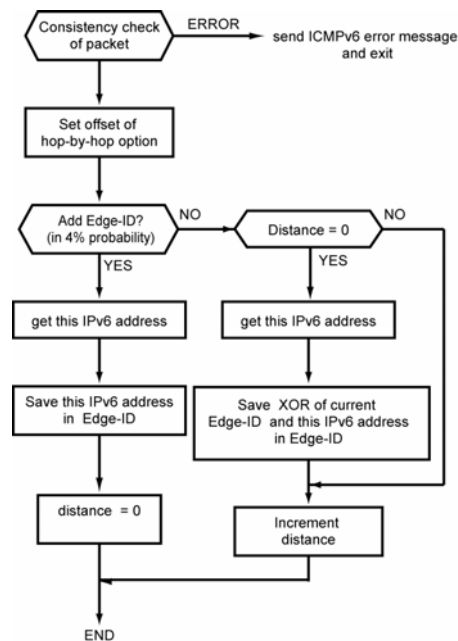 Consistency check
of packet
ERROR
send ICMPv6 error message
and exit
Set offset of
hop-by-hop option
Add Edge-ID?
(in 4% probability)
NO
Distance = 0
NO
YES
YES
get this IPv6 address
get this IPv6 address
Save this IPv6 address
in Edge-ID
Save XOR of current
Edge-ID and this IPv6 address
in Edge-ID
distance = 0
Increment
distance
END